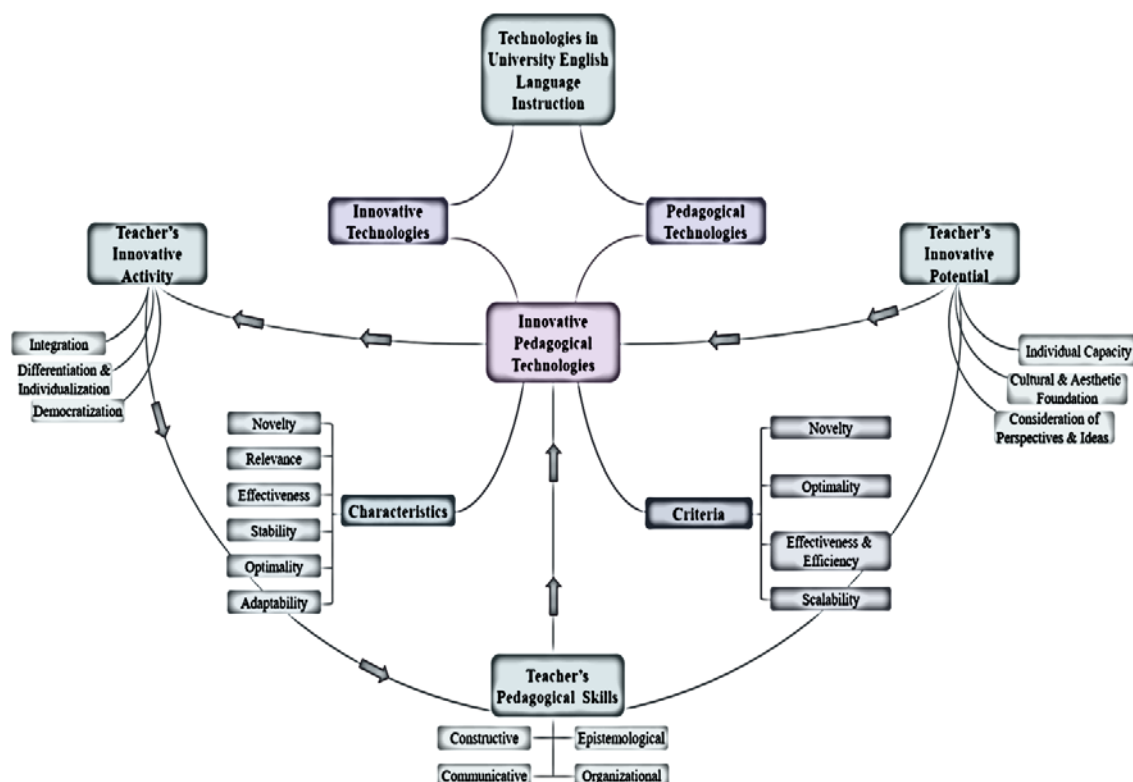 Technologies in
University English
Language
Instruction
Innovative
Technologies
Pedagogical
Technologies
Teacher's
Innovative
Activity
Teacher's
Innovative
Potential
Innovative
Pedagogical
Technologies
Integration
Differentiation &
Individualization
Democratization
Individual Capacity
Cultural & Aesthetic
Foundation
Consideration of
Perspectives & Ideas
Novelty
Relevance
Effectiveness
Stability
Optimality
Adaptability
Characteristics
Criteria
Novelty
Optimality
Effectiveness &
Efficiency
Scalability
Teacher's
Pedagogical Skills
Constructive
Epistemological
Communicative
Organizational